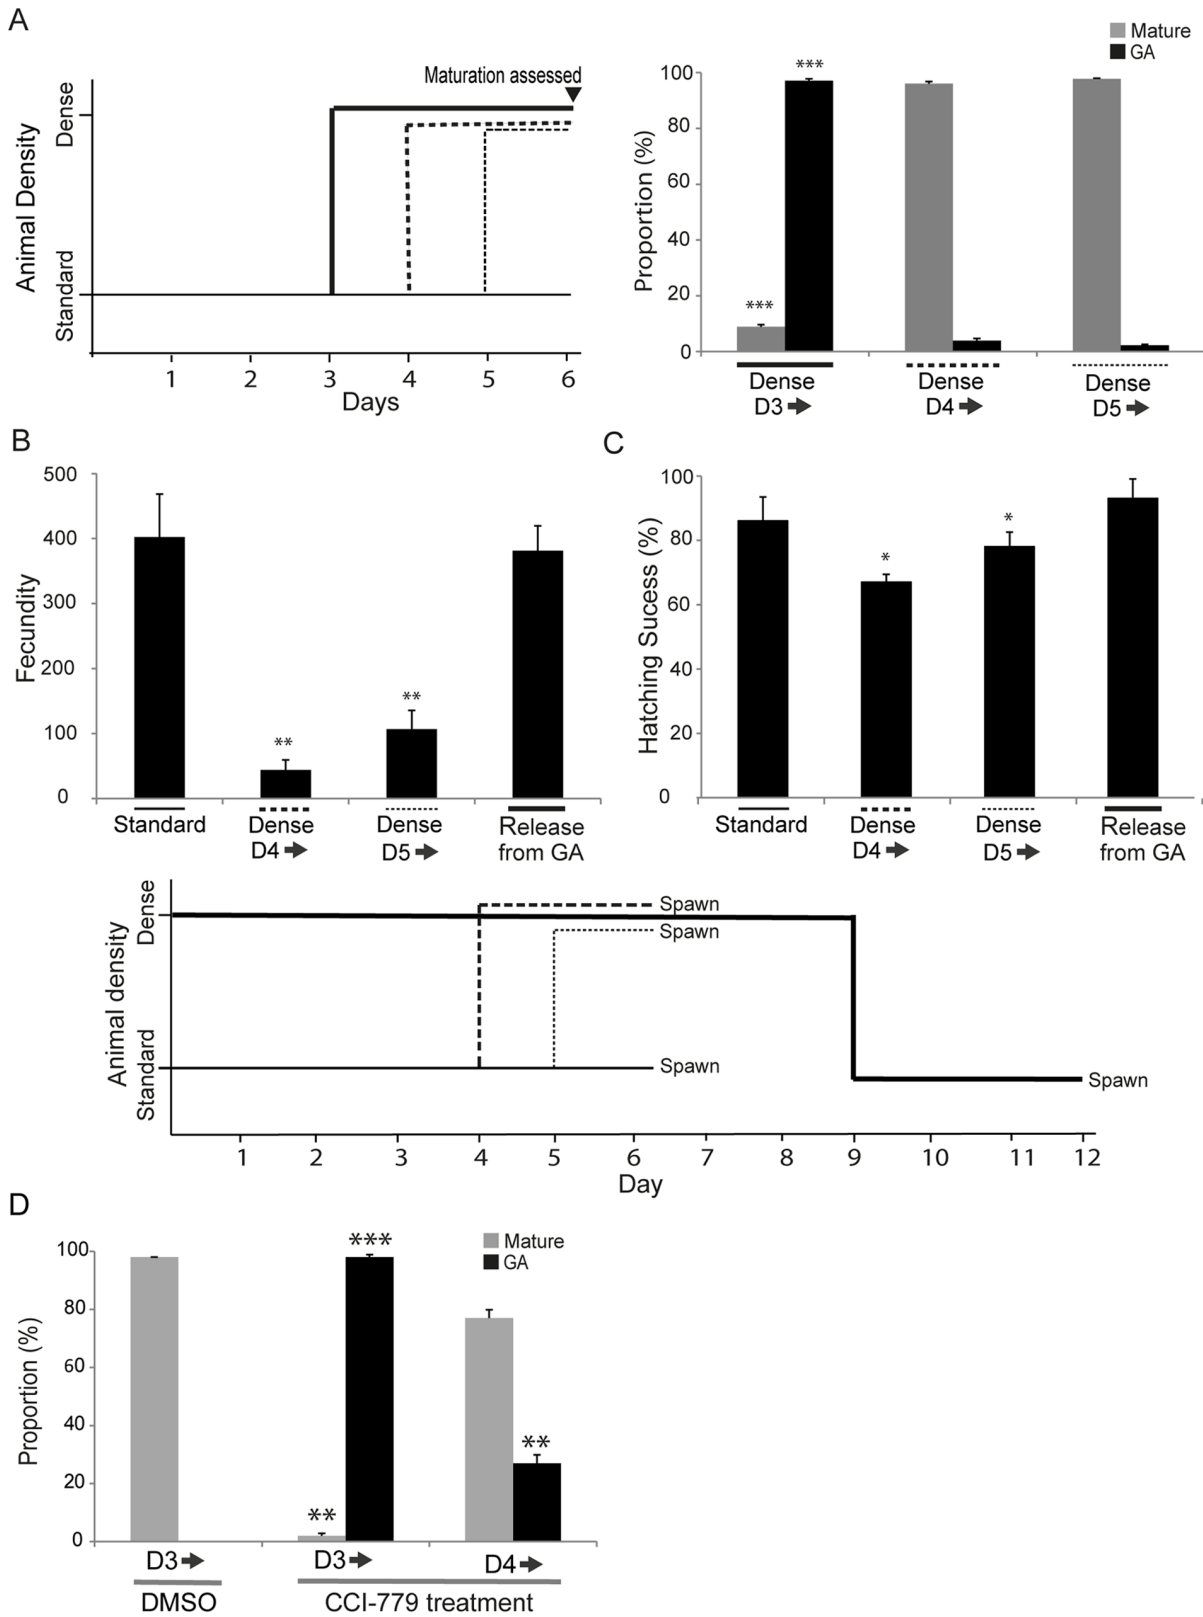 A
Mature
GA
Maturation assessed
Animal Density
Dense
Standard
1 2 3 4 5 6
Days
Proportion (%)
100
80
60
40
20
0
***
***
Dense Dense Dense
D3 D4 D5
B
Fecundity
500
400
300
200
100
0
**
**
Standard Dense Dense Release
D4 D5 from GA
C
Hatching Sucess (%)
100
80
60
40
20
0
*
*
Standard Dense Dense Release
D4 D5 from GA
Animal density
Dense
Standard
Spawn
Spawn
Spawn
Spawn
1 2 3 4 5 6 7 8 9 10 11 12
Day
D
Mature
GA
Proportion (%)
100
80
60
40
20
0
***
**
**
D3 D3 D4
DMSO CCI-779 treatment